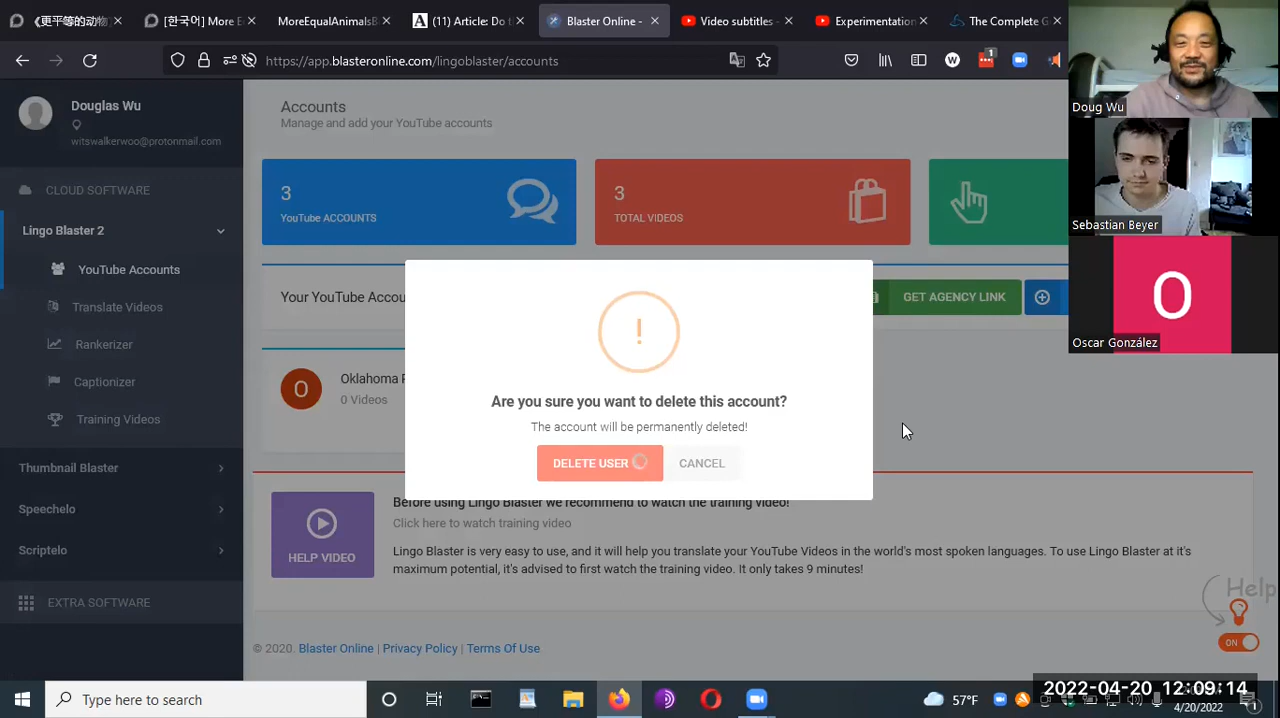 《更平等的动物
[한국어] More E
MoreEqualAnimalsB
(11) Article: Do t
Blaster Online -
Video subtitles -
Experimentation
The Complete G
https://app.blasteronline.com/lingoblaster/accounts
1
Doug Wu
Sebastian Beyer
O
Oscar González
Douglas Wu
witswalkerwoo@protonmail.com
CLOUD SOFTWARE
Lingo Blaster 2
YouTube Accounts
Translate Videos
Rankerizer
Captionizer
Training Videos
Thumbnail Blaster
Speechelo
Scriptelo
EXTRA SOFTWARE
Accounts
Manage and add your YouTube accounts
3
YouTube ACCOUNTS
3
TOTAL VIDEOS
Your YouTube Accou
GET AGENCY LINK
O
Oklahoma
0 Videos
!
Are you sure you want to delete this account?
The account will be permanently deleted!
DELETE USER
CANCEL
HELP VIDEO
Before using Lingo Blaster we recommend to watch the training video!
Click here to watch training video
Lingo Blaster is very easy to use, and it will help you translate your YouTube Videos in the world's most spoken languages. To use Lingo Blaster at it's
maximum potential, it's advised to first watch the training video. It only takes 9 minutes!
Help
ON
© 2020. Blaster Online | Privacy Policy | Terms Of Use
Type here to search
57°F
2022-04-20 12:09:14
4/20/2022
1